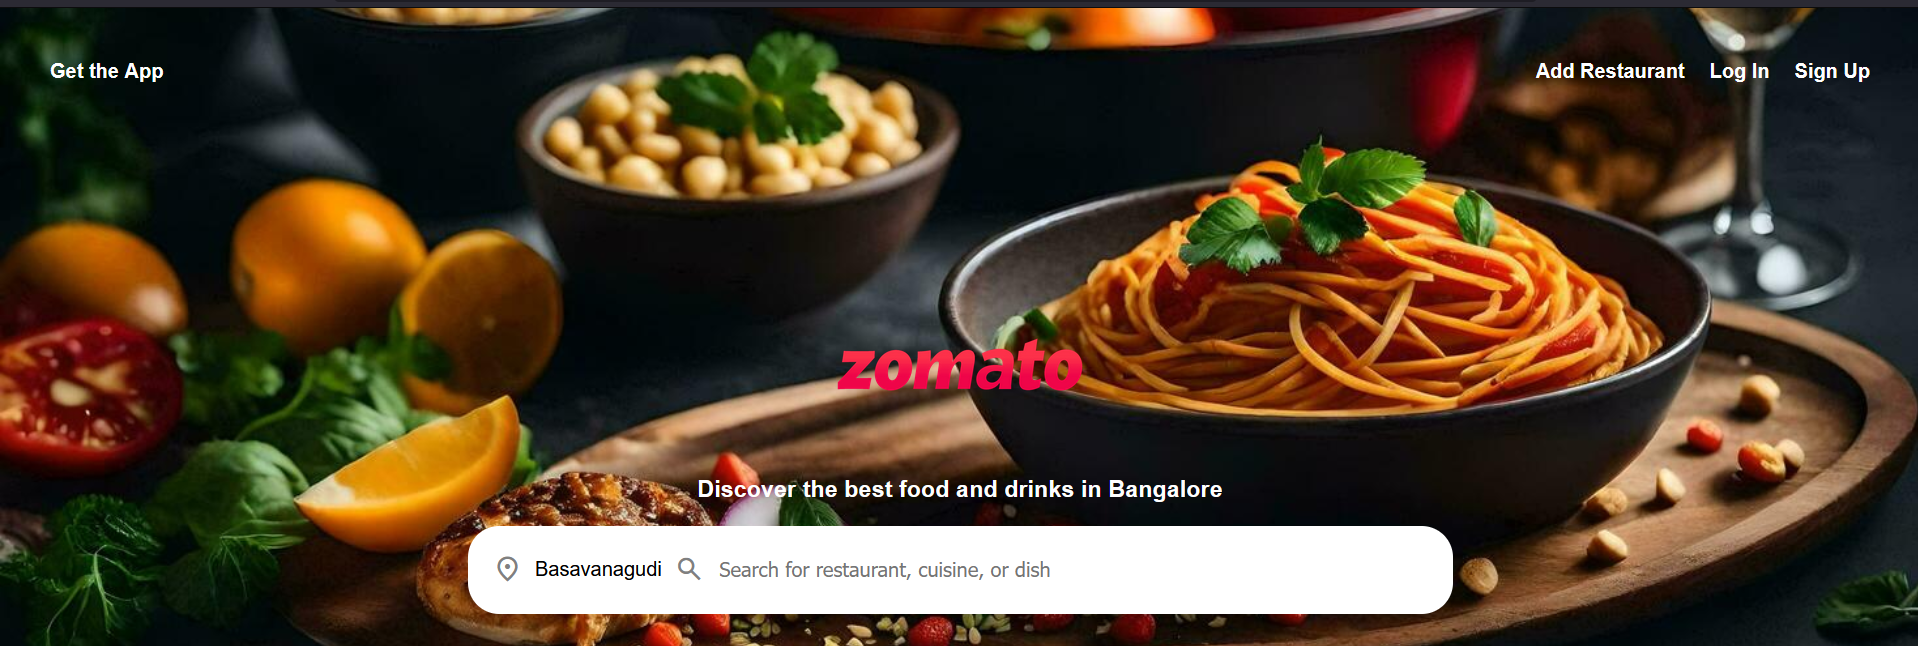 Get the App
Add Restaurant Log In Sign Up
zomato
Discover the best food and drinks in Bangalore
Basavanagudi Search for restaurant, cuisine, or dish